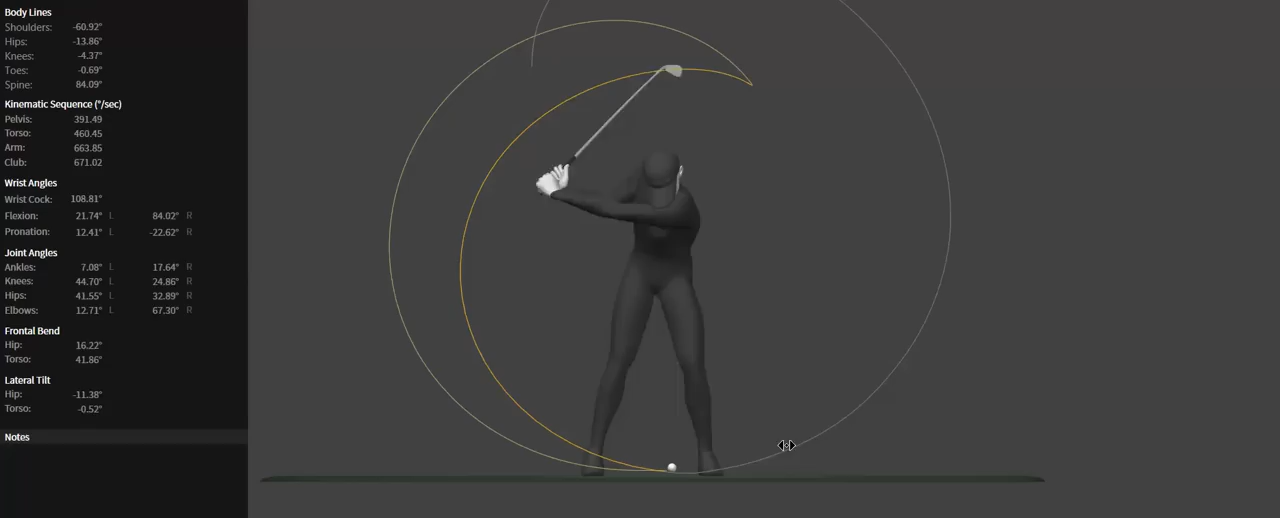 Body Lines
Shoulders: -60.92°
Hips: -13.86°
Knees: -4.37°
Toes: -0.69°
Spine: 84.09°
Kinematic Sequence (°/sec)
Pelvis: 391.49
Torso: 460.45
Arm: 663.85
Club: 671.02
Wrist Angles
Wrist Cock: 108.81°
Flexion: 21.74° L 84.02° R
Pronation: 12.41° L -22.62° R
Joint Angles
Ankles: 7.08° L 17.64° R
Knees: 44.70° L 24.86° R
Hips: 41.55° L 32.89° R
Elbows: 12.71° L 67.30° R
Frontal Bend
Hip: 16.22°
Torso: 41.86°
Lateral Tilt
Hip: -11.38°
Torso: -0.52°
Notes